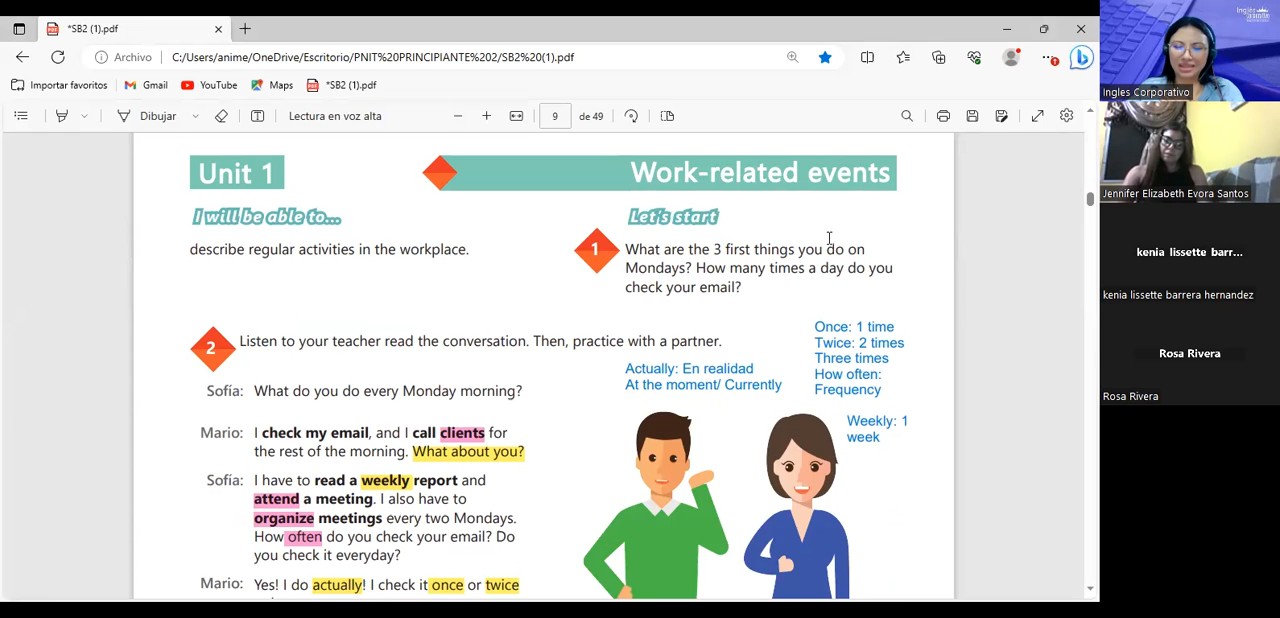 *SB2 (1).pdf
Archivo
C:/Users/anime/OneDrive/Escritorio/PNIT%20PRINCIPIANTE%202/SB2%20(1).pdf
Importar favoritos
Gmail
YouTube
Maps
*SB2 (1).pdf
Dibujar
Lectura en voz alta
9
de 49
Unit 1
Work-related events
I will be able to...
Let's start
describe regular activities in the workplace.
1
What are the 3 first things you do on
Mondays? How many times a day do you
check your email?
2
Listen to your teacher read the conversation. Then, practice with a partner.
Once: 1 time
Twice: 2 times
Three times
How often:
Frequency
Actually: En realidad
At the moment/ Currently
Weekly: 1
week
Sofía: What do you do every Monday morning?
Mario: I check my email, and I call clients for
the rest of the morning. What about you?
Sofía: I have to read a weekly report and
attend a meeting. I also have to
organize meetings every two Mondays.
How often do you check your email? Do
you check it everyday?
Mario: Yes! I do actually! I check it once or twice
Ingles Corporativo
Jennifer Elizabeth Evora Santos
kenia lissette barr...
kenia lissette barrera hernandez
Rosa Rivera
Rosa Rivera